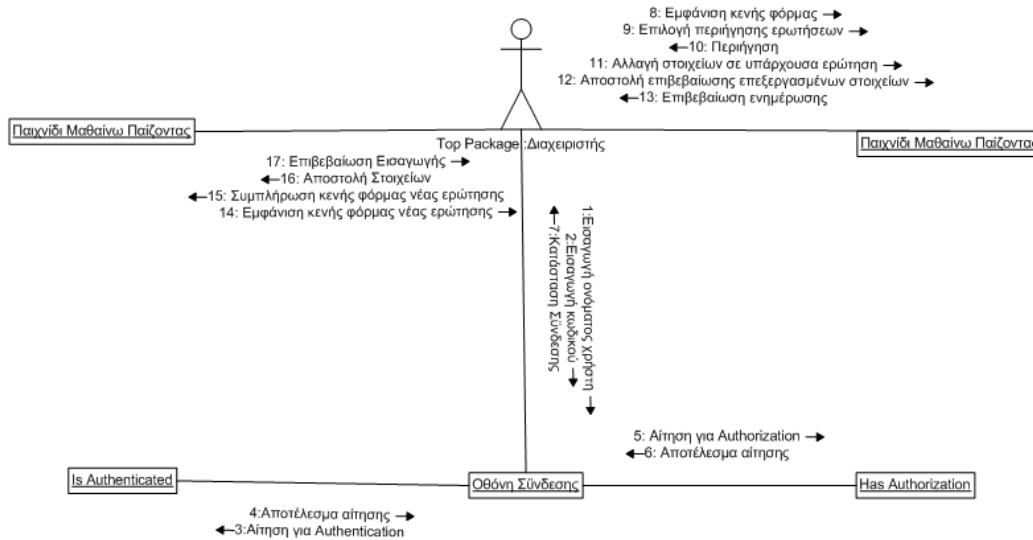 8: Εμφάνιση κενής φόρμας
9: Επιλογή περιήγησης ερωτήσεων
10: Περιήγηση
11: Αλλαγή στοιχείων σε υπάρχουσα ερώτηση
12: Αποστολή επιβεβαίωσης επεξεργασμένων στοιχείων
13: Επιβεβαίωση ενημέρωσης
Παιχνίδι Μαθαίνω Παίζοντας
Top Package :Διαχειριστής
Παιχνίδι Μαθαίνω Παίζοντας
17: Επιβεβαίωση Εισαγωγής
16: Αποστολή Στοιχείων
15: Συμπλήρωση κενής φόρμας νέας ερώτησης
14: Εμφάνιση κενής φόρμας νέας ερώτησης
1:Εισαγωγή ονόματος χρήστη
2:Εισαγωγή κωδικού
7:Κατάσταση Σϋνδεσης
5: Αίτηση για Authorization
6: Αποτέλεσμα αίτησης
Is Authenticated
Οθόνη Σϋνδεσης
Has Authorization
4:Αποτέλεσμα αίτησης
3:Αίτηση για Authentication